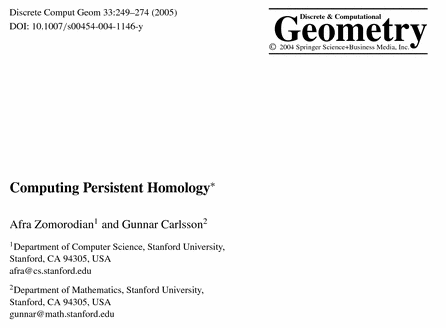 Discrete Comput Geom 33:249–274 (2005)
DOI: 10.1007/s00454-004-1146-y
Discrete & Computational
Geometry
© 2004 Springer Science+Business Media, Inc.
Computing Persistent Homology*
Afra Zomorodian¹ and Gunnar Carlsson²
¹Department of Computer Science, Stanford University,
Stanford, CA 94305, USA
afra@cs.stanford.edu
²Department of Mathematics, Stanford University,
Stanford, CA 94305, USA
gunnar@math.stanford.edu